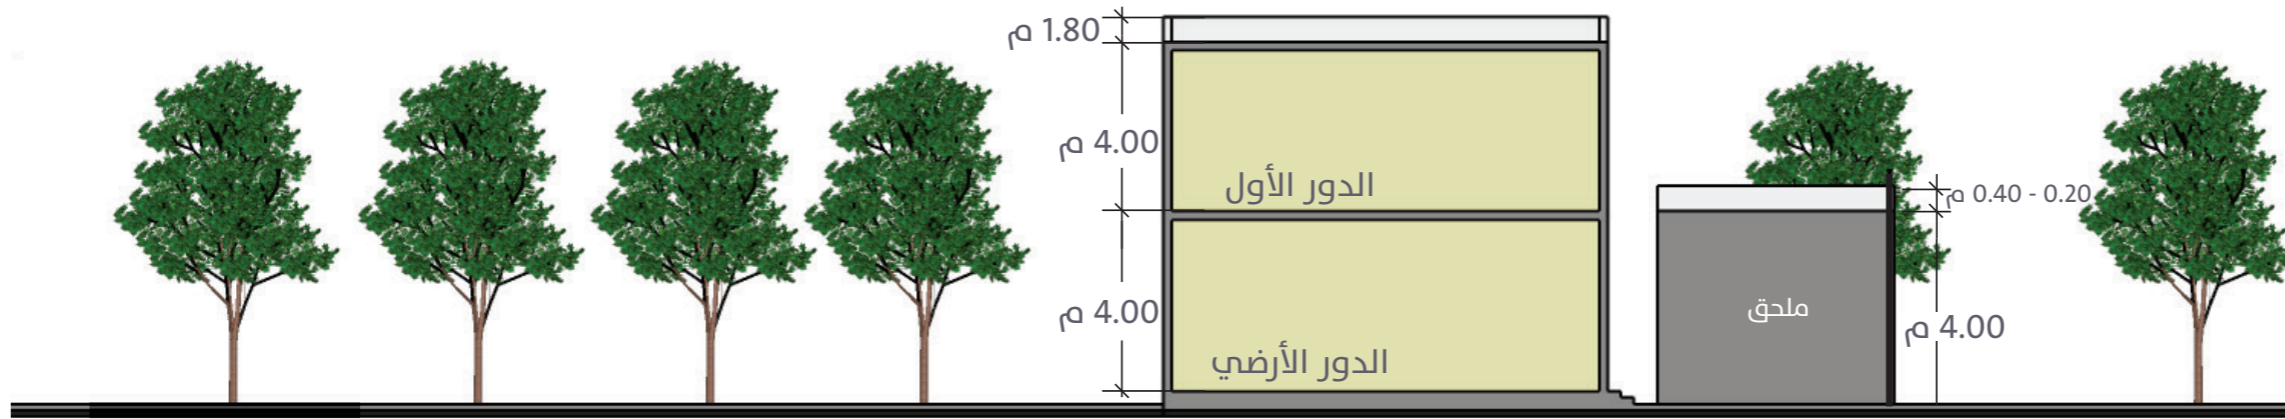 1.80 م
4.00 م
الدور الأول
0.20 - 0.40 م
4.00 م
الدور الأرضي
ملحق
4.00 م